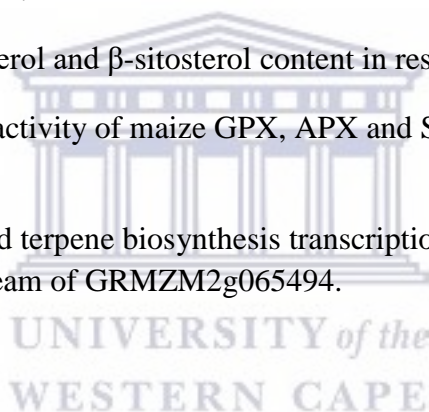 erol and β-sitosterol content in res
activity of maize GPX, APX and S
d terpene biosynthesis transcriptio
eam of GRMZM2g065494.
UNIVERSITY of the
WESTERN CAPE